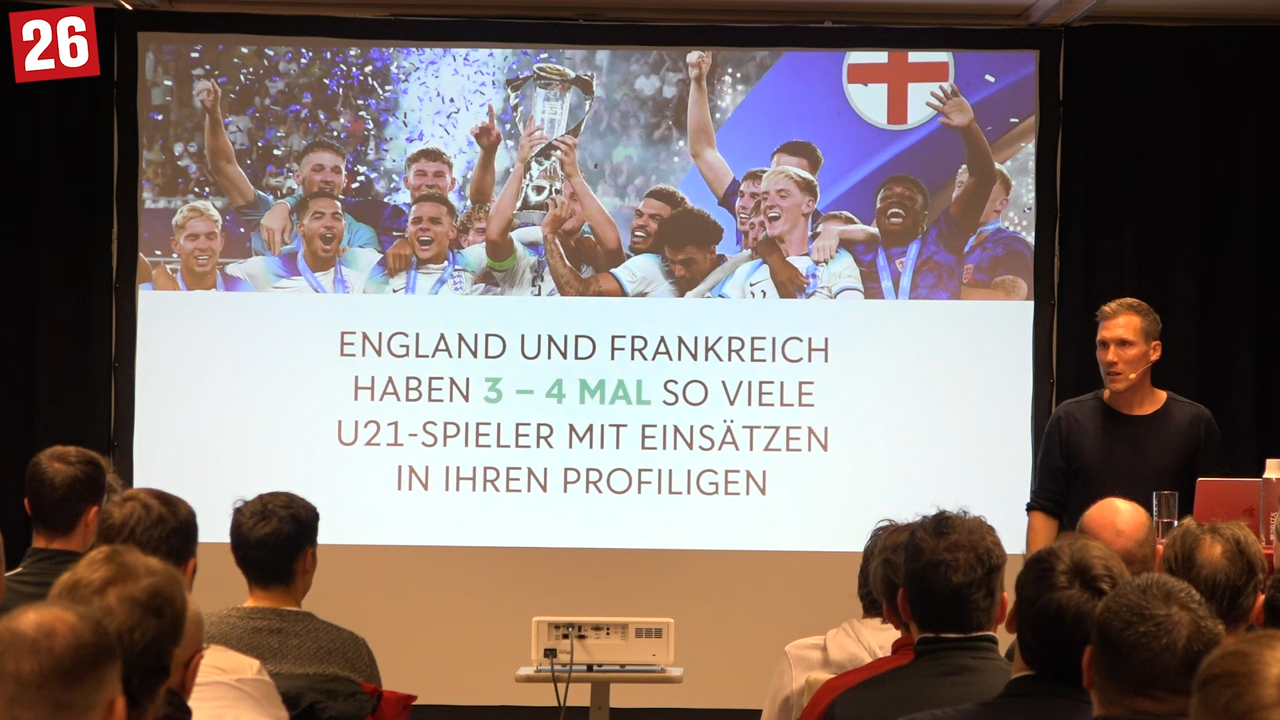 26
ENGLAND UND FRANKREICH
HABEN 3 – 4 MAL SO VIELE
U21-SPIELER MIT EINSÄTZEN
IN IHREN PROFILIGEN